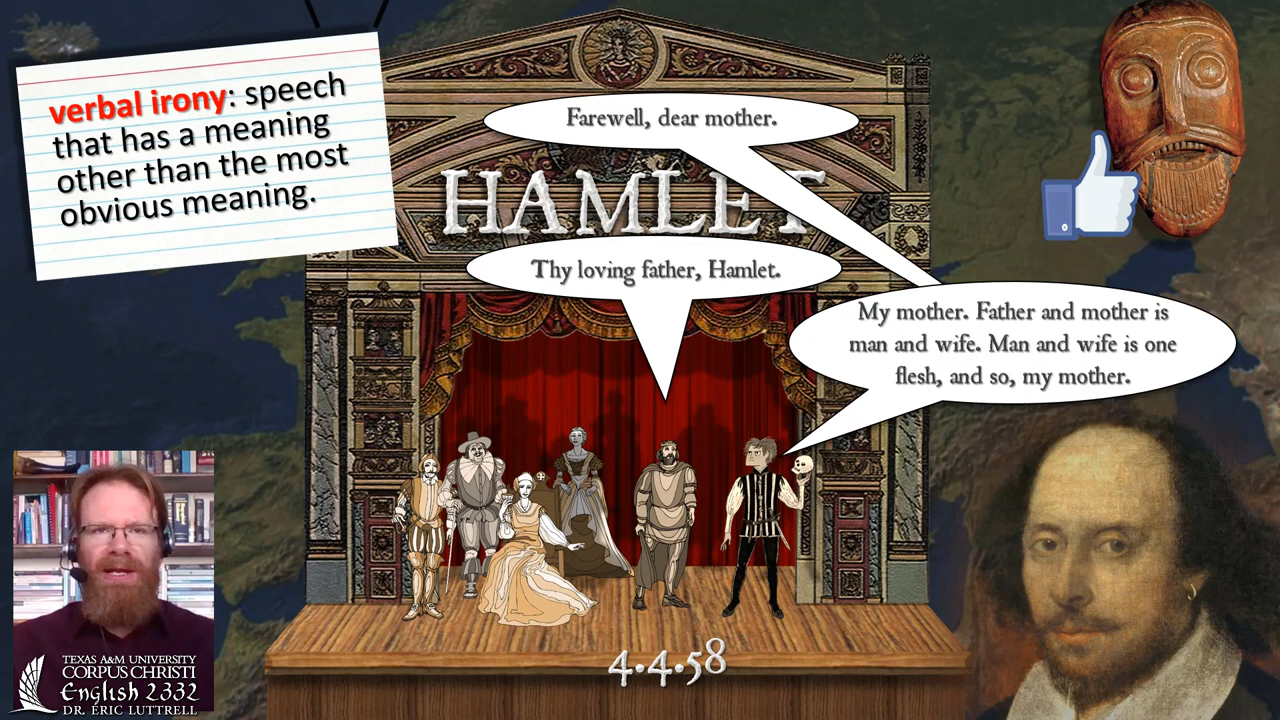 verbal irony: speech
that has a meaning
other than the most
obvious meaning.
Farewell, dear mother.
HAMLET
Thy loving father, Hamlet.
My mother. Father and mother is
man and wife. Man and wife is one
flesh, and so, my mother.
4.4.58
TEXAS A&M UNIVERSITY
CORPUS CHRISTI
English 2332
DR. ERIC LUTTRELL